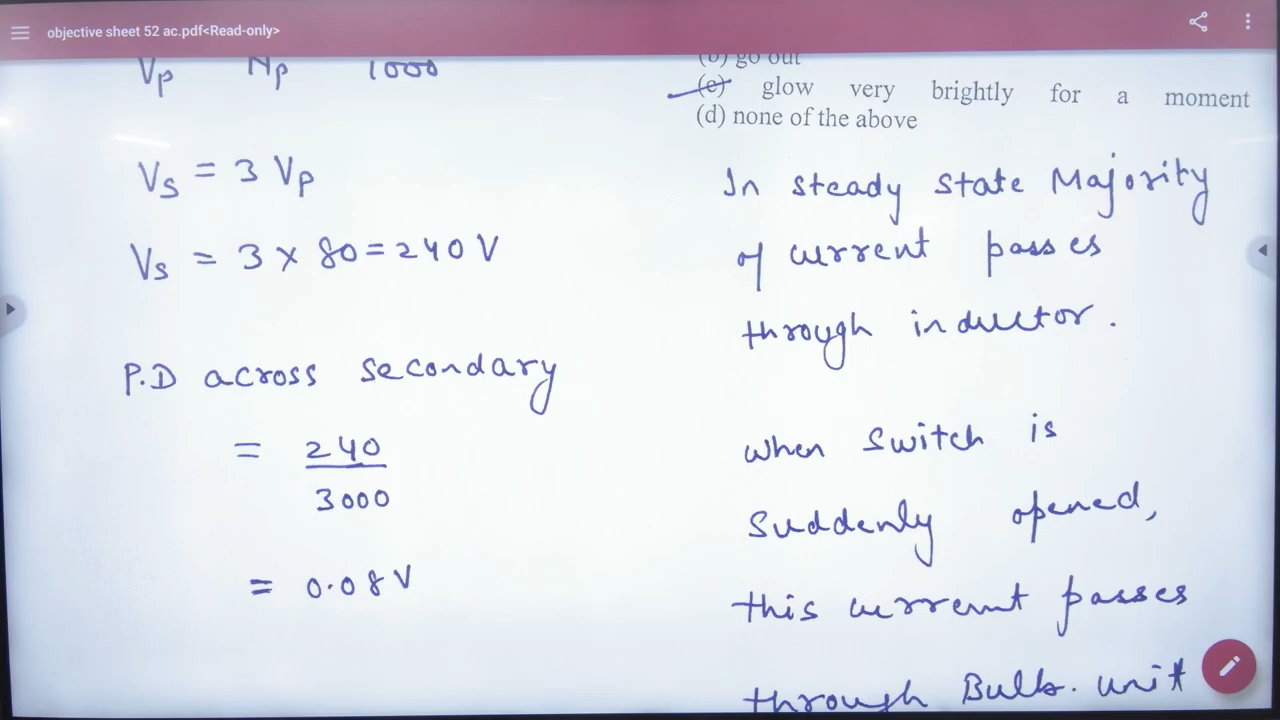 objective sheet 52 ac.pdf<Read-only>
Vp Np 1000
Vs = 3 Vp
Vs = 3 × 80 = 240 V
P.D across secondary
= 240
3000
= 0.08 V
(b) go out
(c) glow very brightly for a moment
(d) none of the above
In steady state Majority
of current passes
through inductor.
when switch is
suddenly opened,
this current passes
through Bulb. unit